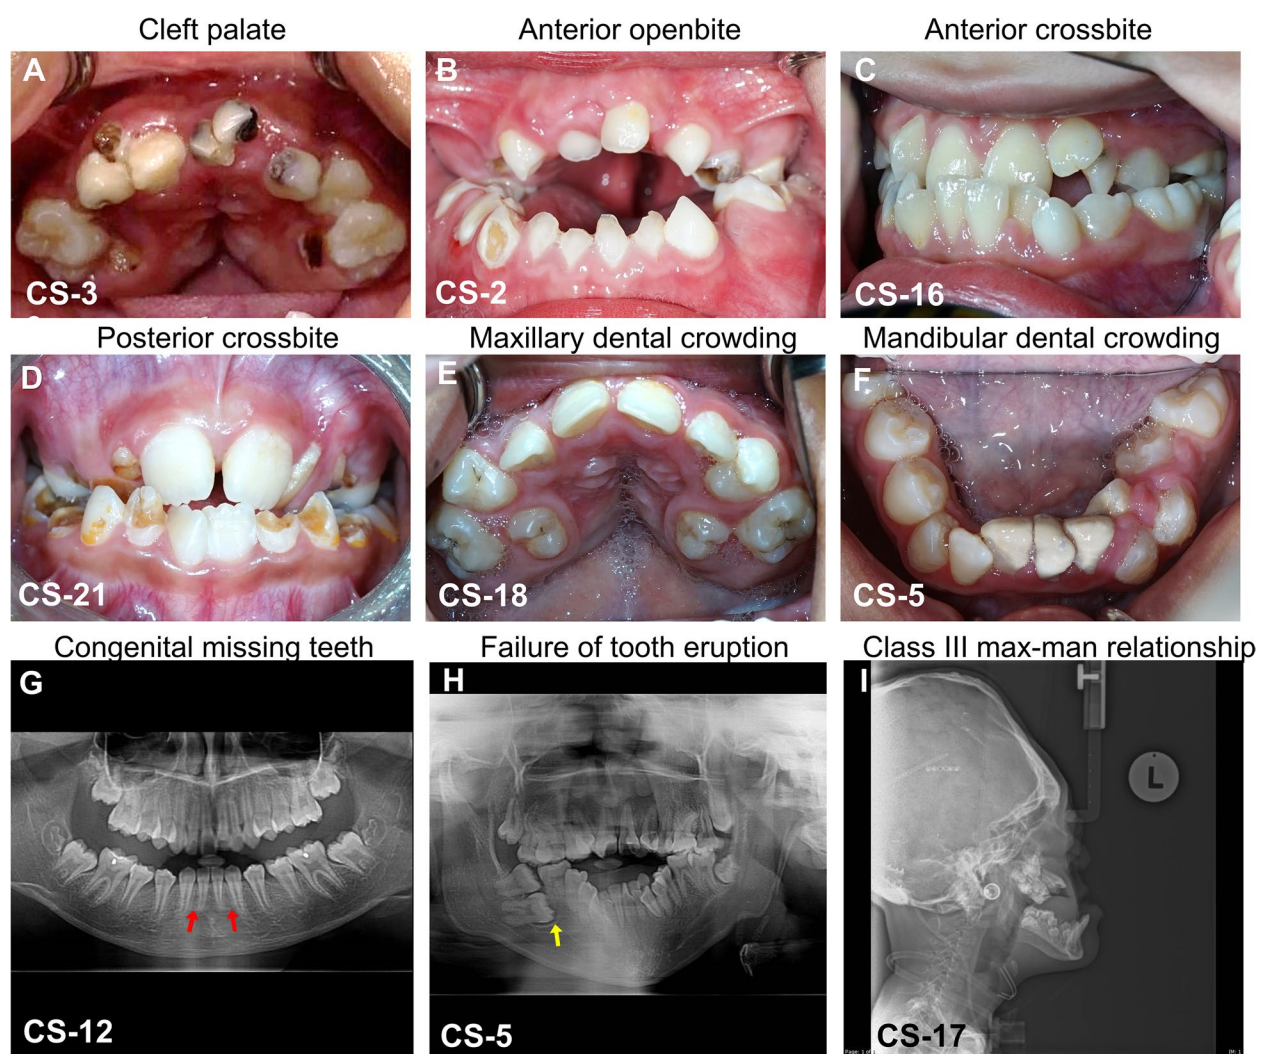 Cleft palate
Anterior openbite
Anterior crossbite
A
B
C
CS-3
CS-2
CS-16
Posterior crossbite
Maxillary dental crowding
Mandibular dental crowding
D
E
F
CS-21
CS-18
CS-5
Congenital missing teeth
Failure of tooth eruption
Class III max-man relationship
G
H
I
L
CS-12
CS-5
CS-17